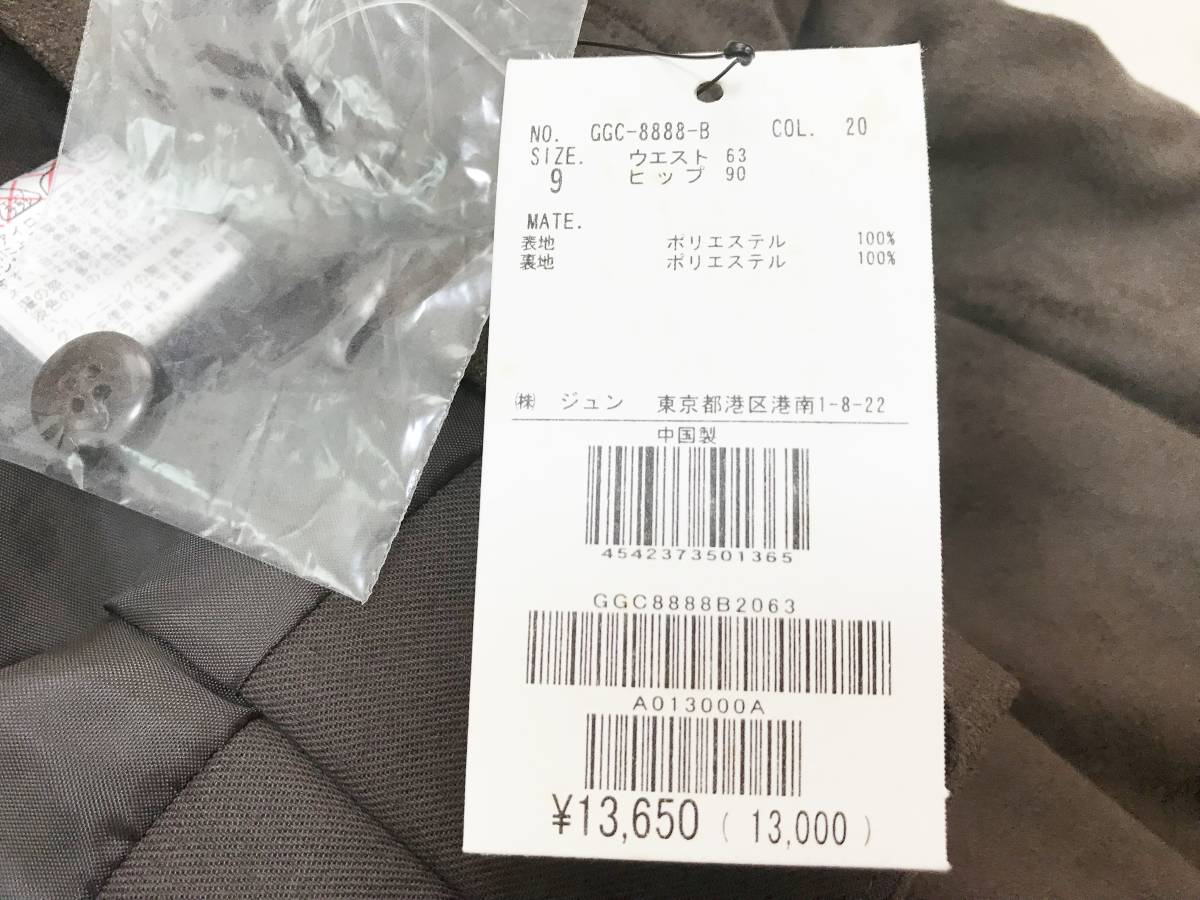 NO. GGC-8888-B COL. 20
SIZE. ウエスト 63
9 ヒップ 90
MATE.
表地 ポリエステル 100%
裏地 ポリエステル 100%
㈱ ジュン 東京都港区港南1-8-22
中国製
4542373501365
GGC8888B2063
A013000A
¥13,650 ( 13,000 )